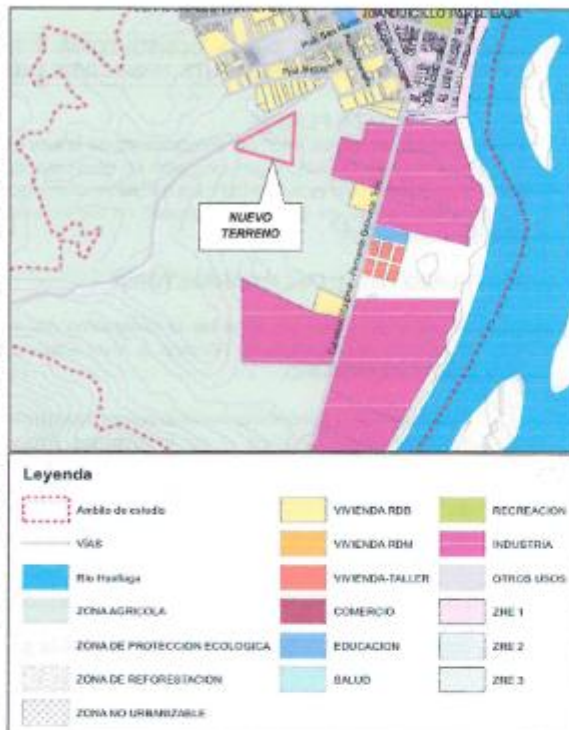 NUEVO
TERRENO
Leyenda
Ambito de estudio
VÍAS
Río Huallaga
ZONA AGRICOLA
ZONA DE PROTECCION ECOLOGICA
ZONA DE REFORESTACION
ZONA NO URBANIZABLE
VIVIENDA RDB
VIVIENDA RDM
VIVIENDA-TALLER
COMERCIO
EDUCACION
SALUD
RECREACION
INDUSTRIA
OTROS USOS
ZRE 1
ZRE 2
ZRE 3